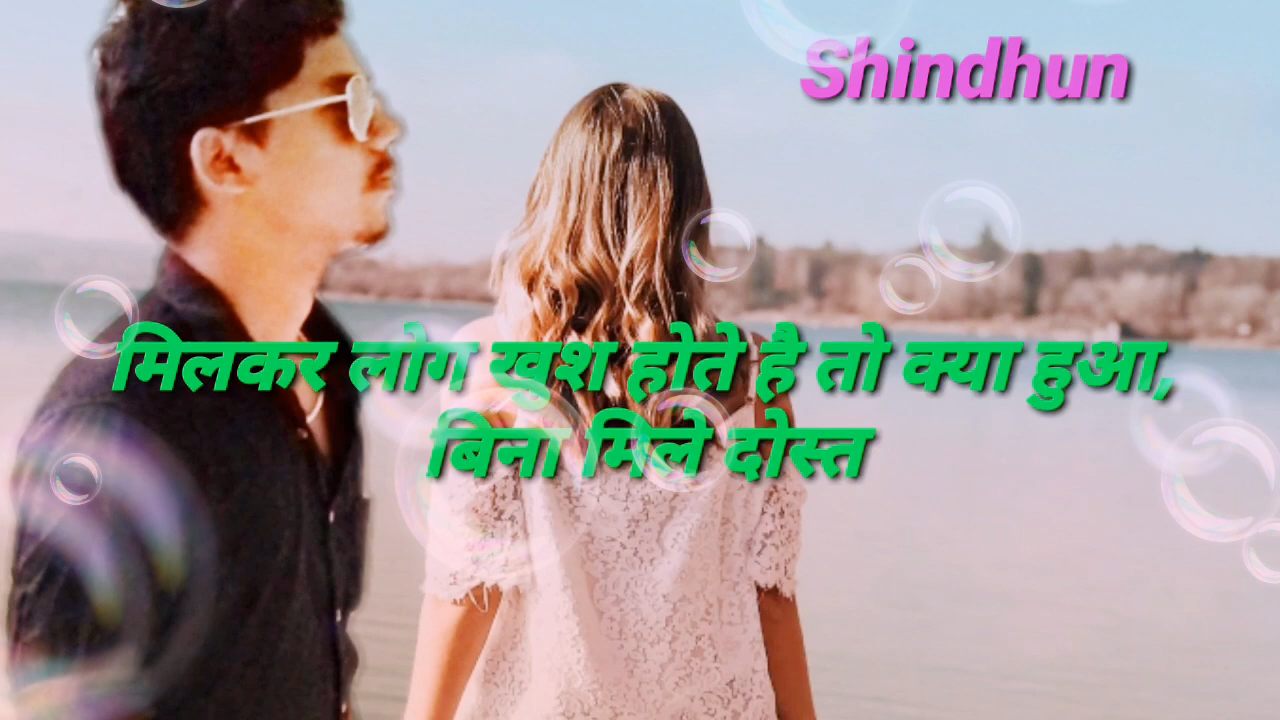 Shindhun
मिलकर लोग खुश होते है तो क्या हुआ,
बिना मिले दोस्त